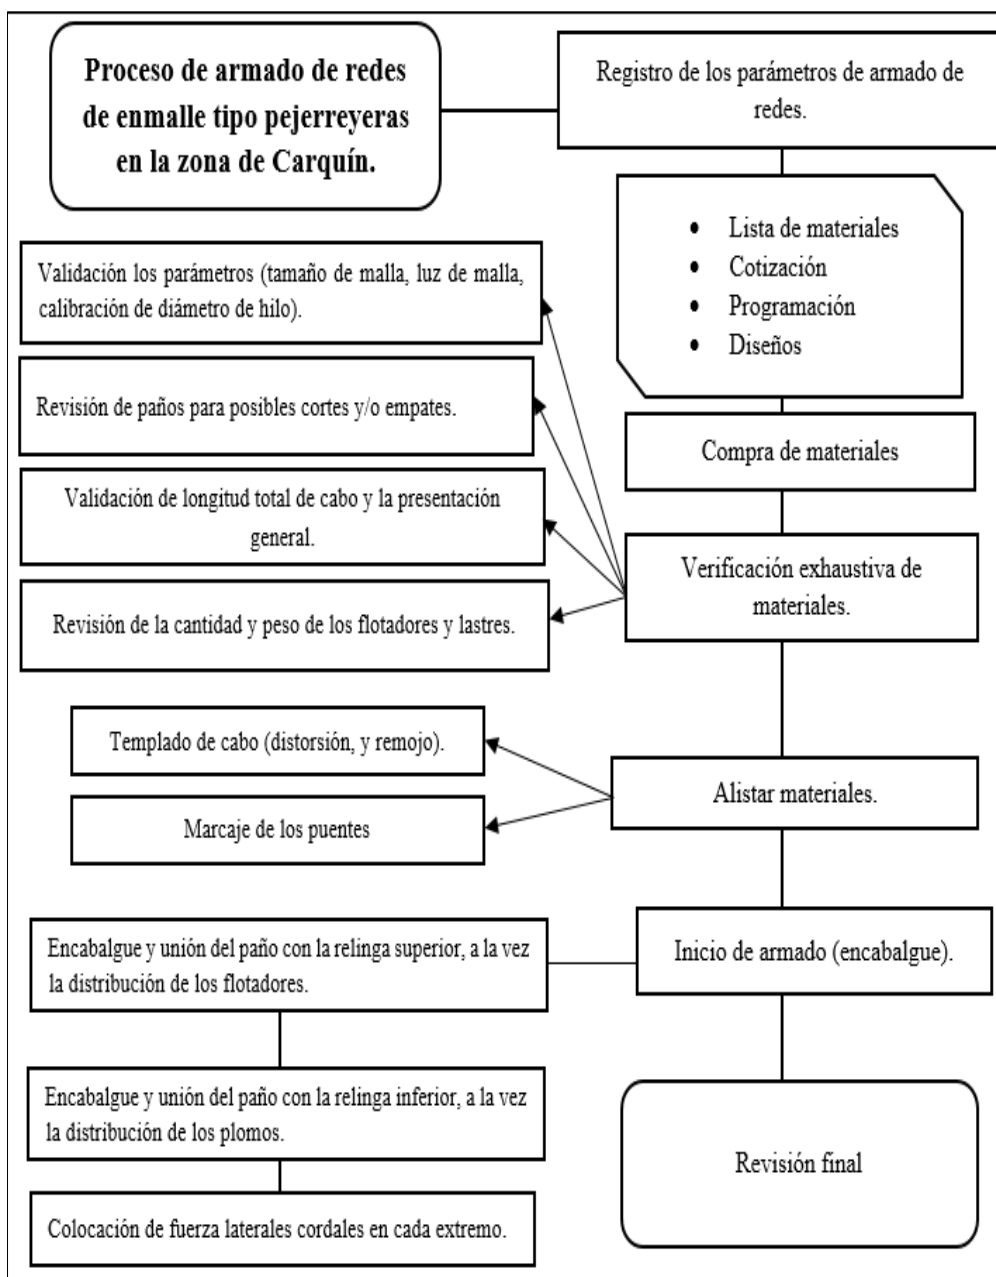 Proceso de armado de redes
de enmalle tipo pejerreyeras
en la zona de Carquín.
Registro de los parámetros de armado de
redes.
• Lista de materiales
• Cotización
• Programación
• Diseños
Compra de materiales
Verificación exhaustiva de
materiales.
Validación los parámetros (tamaño de malla, luz de malla,
calibración de diámetro de hilo).
Revisión de paños para posibles cortes y/o empates.
Validación de longitud total de cabo y la presentación
general.
Revisión de la cantidad y peso de los flotadores y lastres.
Alistar materiales.
Templado de cabo (distorsión, y remojo).
Marcaje de los puentes
Inicio de armado (encabalgue).
Encabalgue y unión del paño con la relinga superior, a la vez
la distribución de los flotadores.
Encabalgue y unión del paño con la relinga inferior, a la vez
la distribución de los plomos.
Colocación de fuerza laterales cordales en cada extremo.
Revisión final